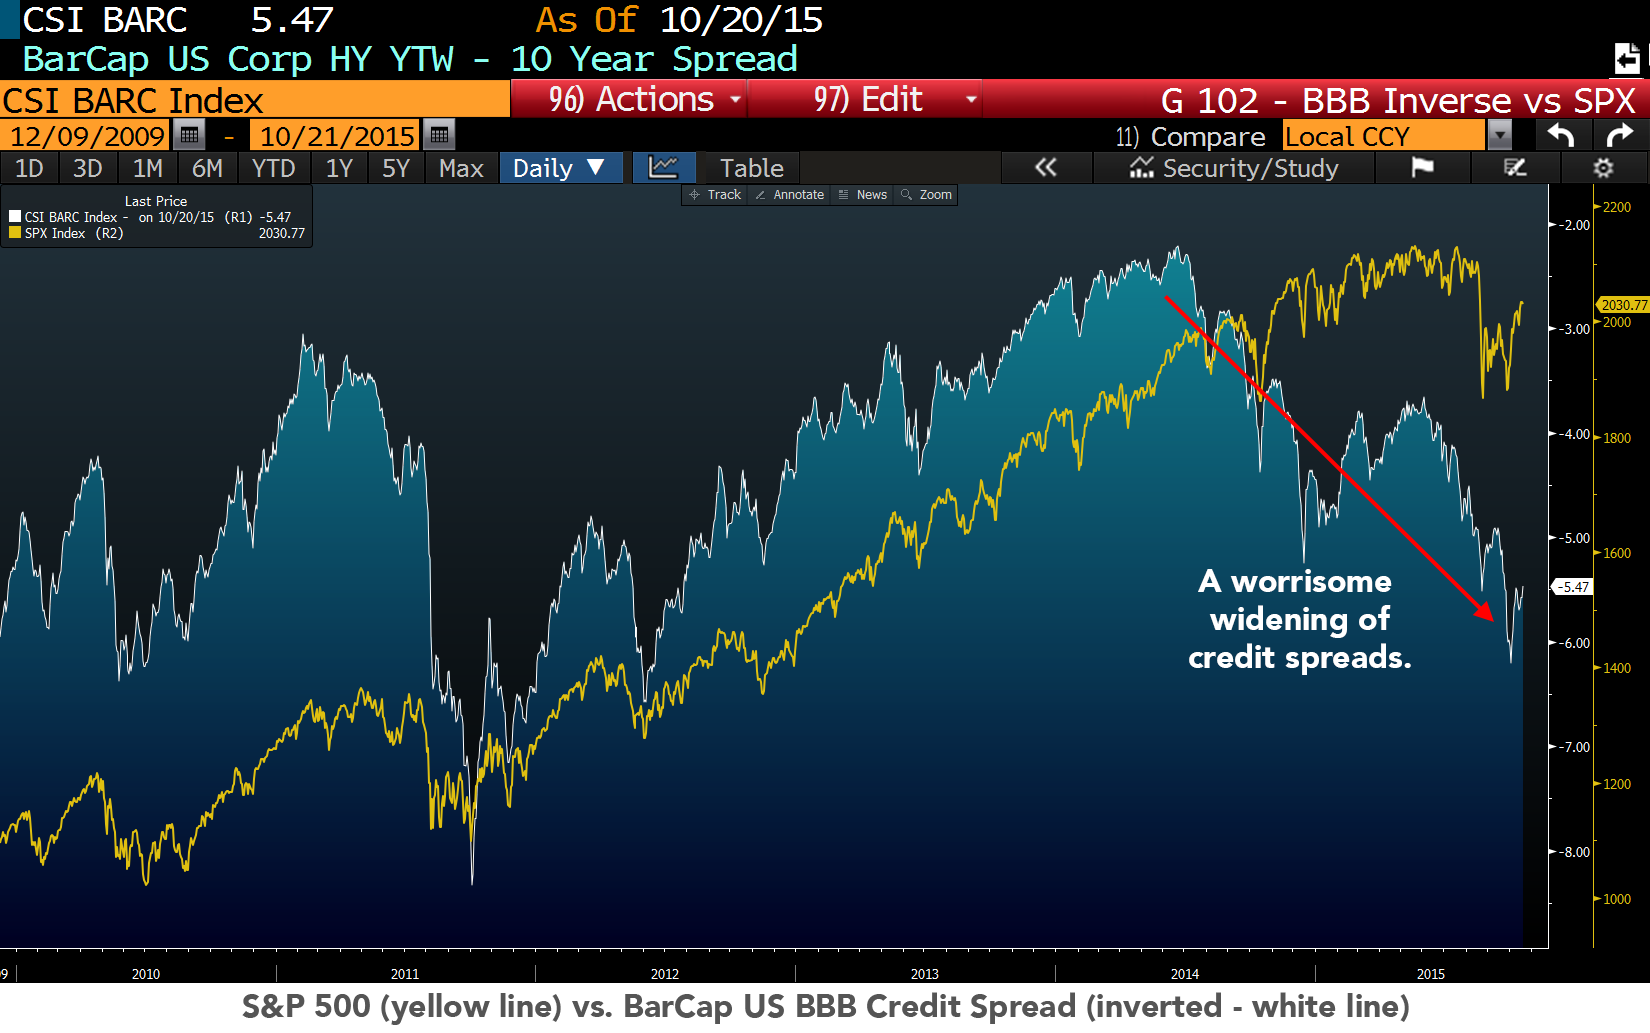 CSI BARC 5.47 As Of 10/20/15
BarCap US Corp HY YTW - 10 Year Spread
CSI BARC Index 96) Actions 97) Edit G 102 - BBB Inverse vs SPX
12/09/2009 - 10/21/2015 11) Compare Local CCY
1D 3D 1M 6M YTD 1Y 5Y Max Daily ▼ Table « Security/Study
Track Annotate News Zoom
Last Price
CSI BARC Index - on 10/20/15 (R1) -5.47
SPX Index (R2) 2030.77
2200
-2.00
2030.77
2000
-3.00
-4.00
1800
-5.00
1600
-5.47
A worrisome
widening of
credit spreads.
-6.00
1400
-7.00
1200
-8.00
1000
9 2010 2011 2012 2013 2014 2015
S&P 500 (yellow line) vs. BarCap US BBB Credit Spread (inverted - white line)